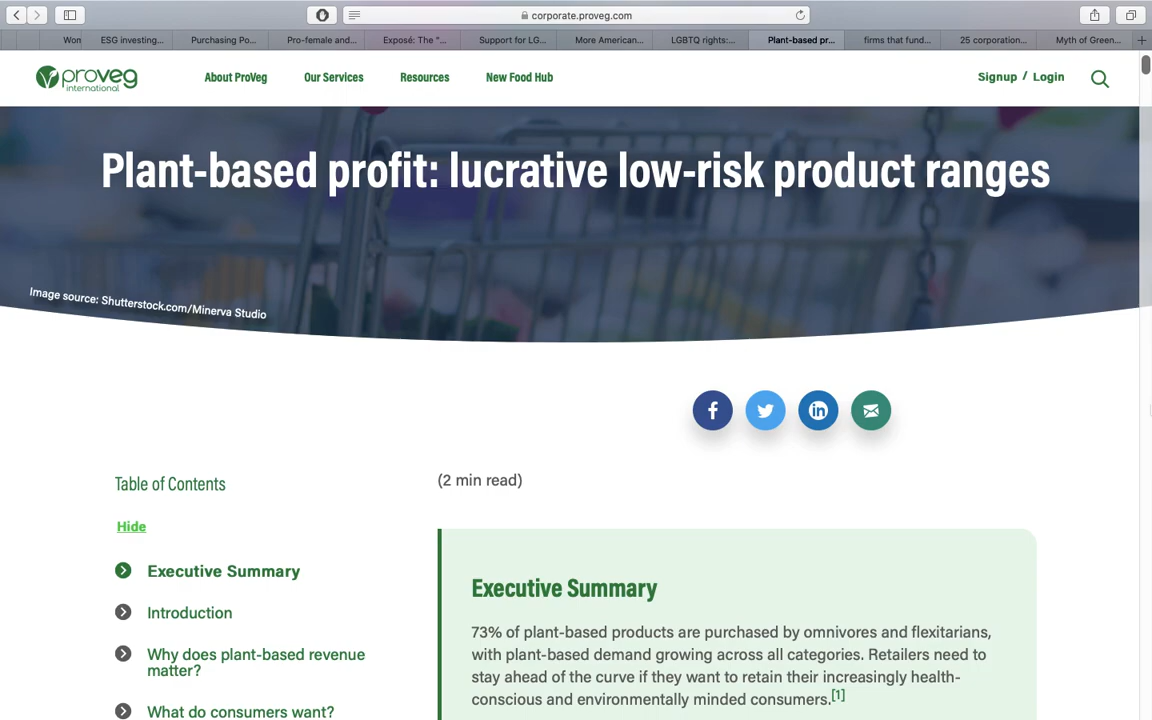 corporate.proveg.com
Won
ESG investing...
Purchasing Po...
Pro-female and...
Exposé: The "...
Support for LG...
More American...
LGBTQ rights:...
Plant-based pr...
firms that fund...
25 corporation...
Myth of Green...
proveg
international
About ProVeg
Our Services
Resources
New Food Hub
Signup / Login
Plant-based profit: lucrative low-risk product ranges
Image source: Shutterstock.com/Minerva Studio
(2 min read)
Table of Contents
Hide
Executive Summary
Introduction
Why does plant-based revenue
matter?
What do consumers want?
Executive Summary
73% of plant-based products are purchased by omnivores and flexitarians,
with plant-based demand growing across all categories. Retailers need to
stay ahead of the curve if they want to retain their increasingly health-
conscious and environmentally minded consumers.[1]